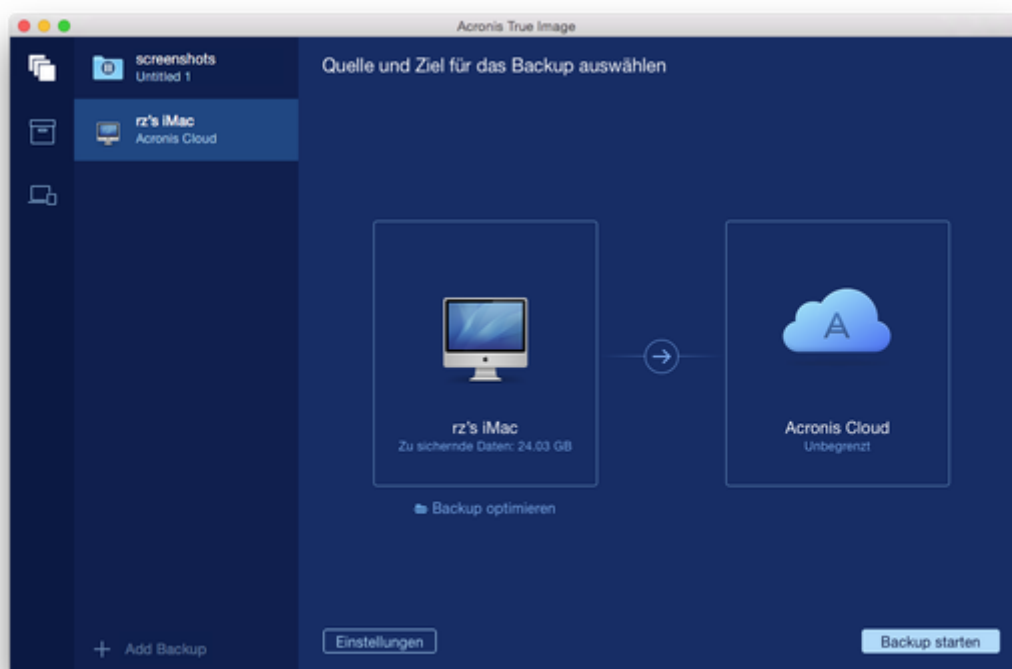 Acronis True Image
screenshots
Untitled 1
rz's iMac
Acronis Cloud
Add Backup
Quelle und Ziel für das Backup auswählen
rz's iMac
Zu sichernde Daten: 24.03 GB
Backup optimieren
Acronis Cloud
Unbegrenzt
Einstellungen
Backup starten